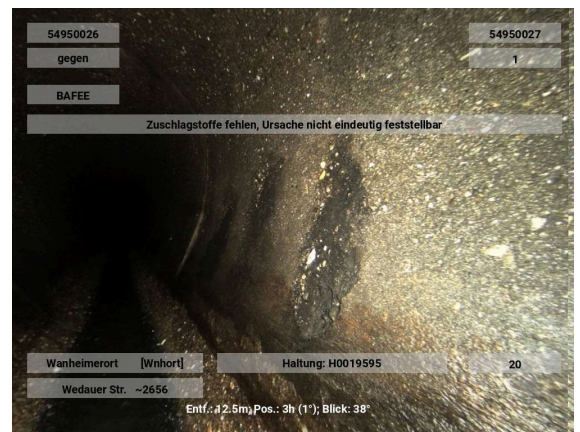 54950026 54950027
gegen 1
BAFEE
Zuschlagstoffe fehlen, Ursache nicht eindeutig feststellbar
Wanheimerort [Wnhort] Haltung: H0019595 20
Wedauer Str. ~2656
Entf.: 12.5m; Pos.: 3h (1°); Blick: 38°